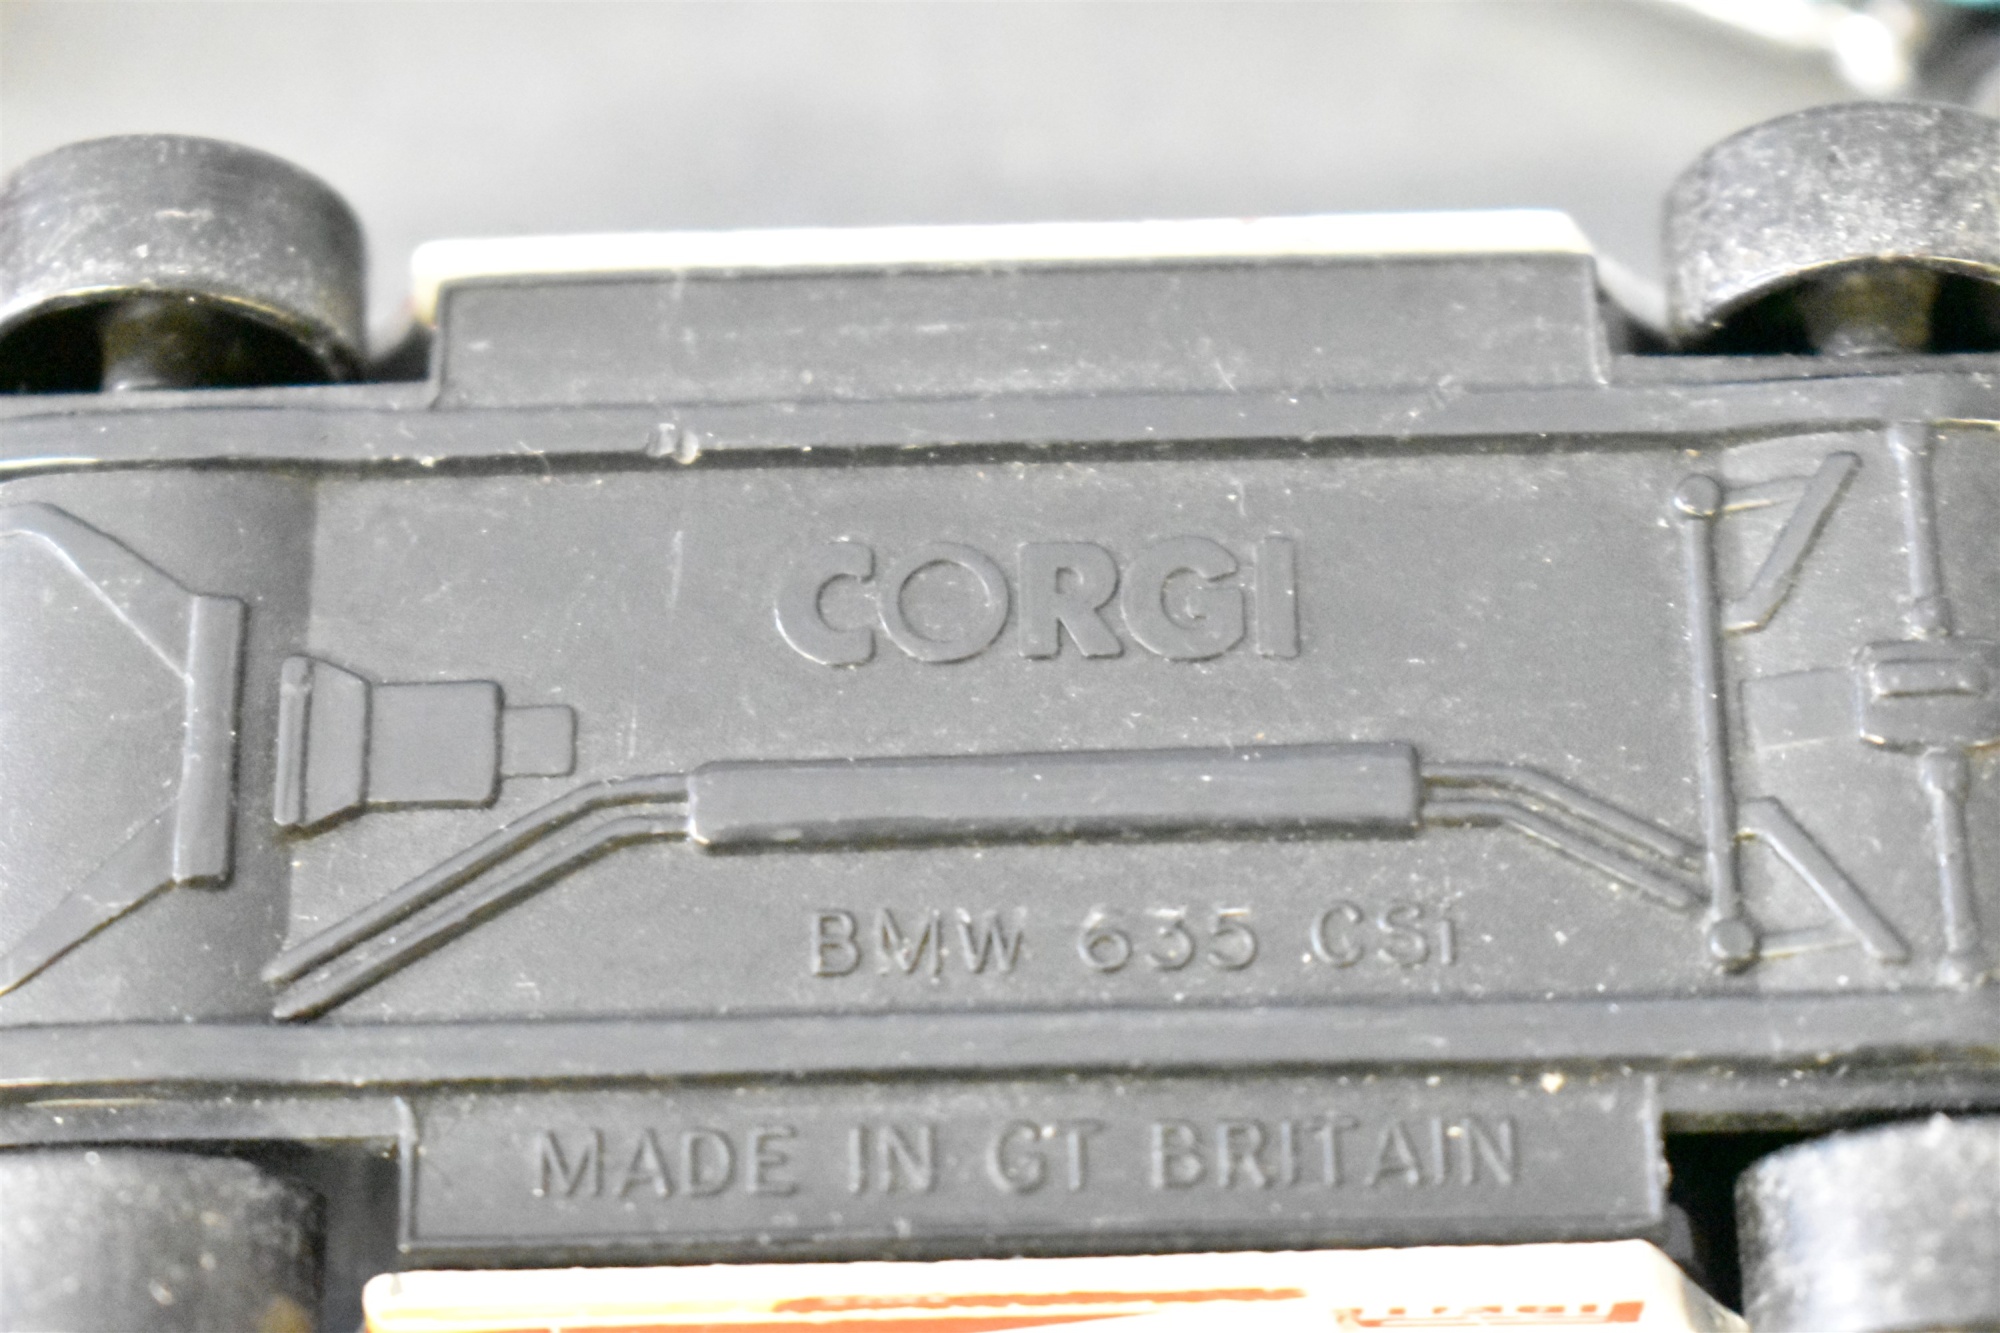 CORGI
BMW 635 CSi
MADE IN GT BRITAIN